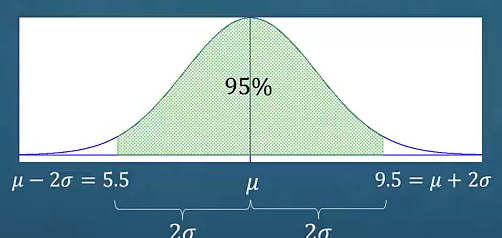 95%
μ − 2σ = 5.5
μ
9.5 = μ + 2σ
2σ
2σ